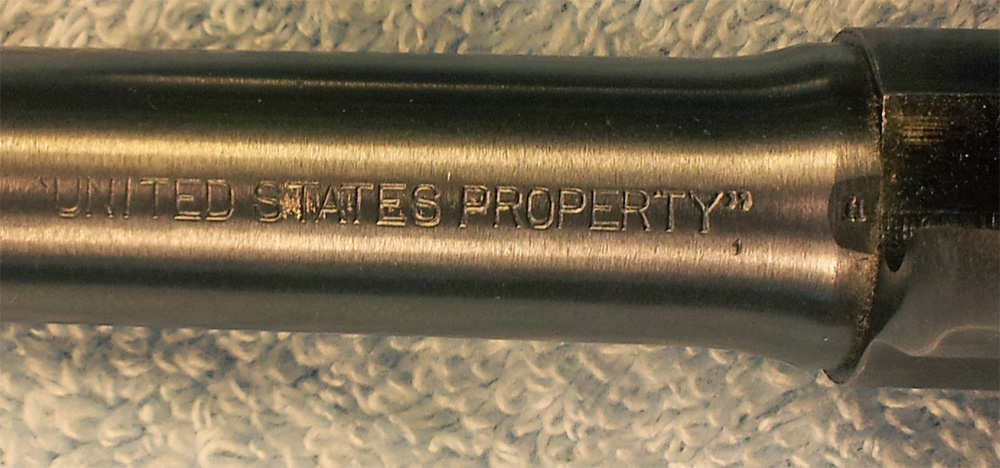 "UNITED STATES PROPERTY"